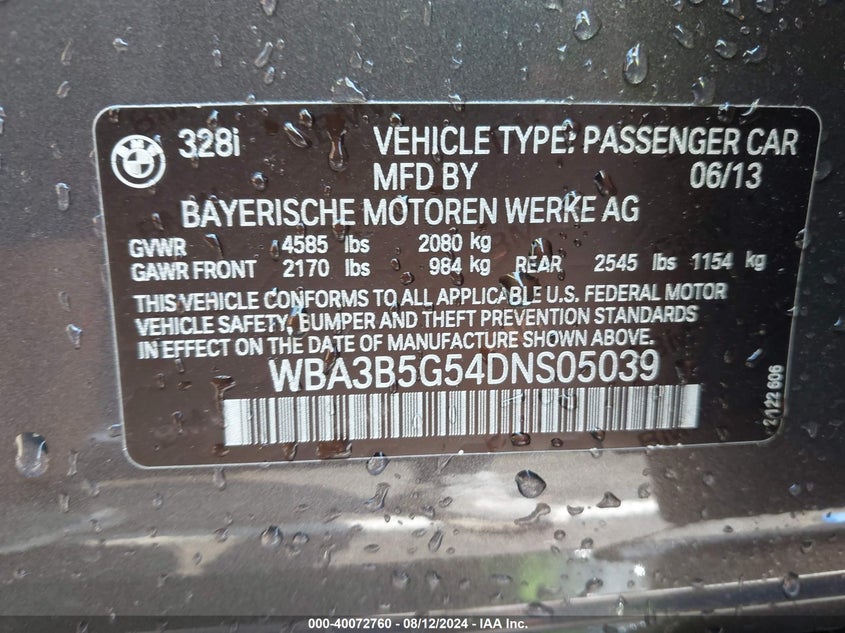 328i VEHICLE TYPE: PASSENGER CAR
MFD BY 06/13
BAYERISCHE MOTOREN WERKE AG
GVWR 4585 lbs 2080 kg
GAWR FRONT 2170 lbs 984 kg REAR 2545 lbs 1154 kg
THIS VEHICLE CONFORMS TO ALL APPLICABLE U.S. FEDERAL MOTOR
VEHICLE SAFETY, BUMPER AND THEFT PREVENTION STANDARDS
IN EFFECT ON THE DATE OF MANUFACTURE SHOWN ABOVE.
WBA3B5G54DNS05039
2122606
000-40072760 - 08/12/2024 - IAA Inc.